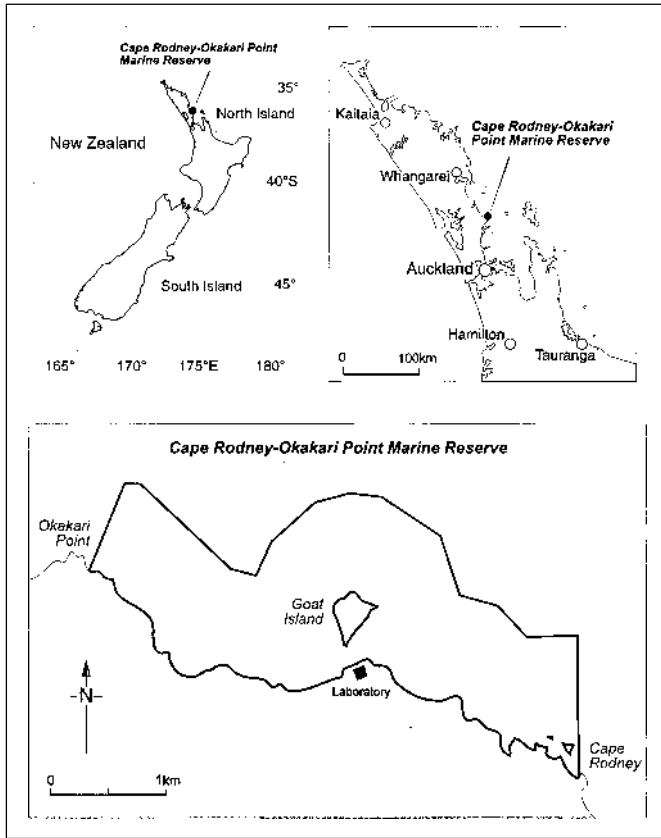 Cape Rodney-Okakari Point
Marine Reserve
35°
North Island
New Zealand
40°S
South Island
45°
165°
170°
175°E
180°
Kaitaia
Cape Rodney-Okakari
Point Marine Reserve
Whangarei
Auckland
Hamilton
Tauranga
0
100km
Cape Rodney-Okakari Point Marine Reserve
Okakari
Point
Goat
Island
Laboratory
N
Cape
Rodney
0
1km